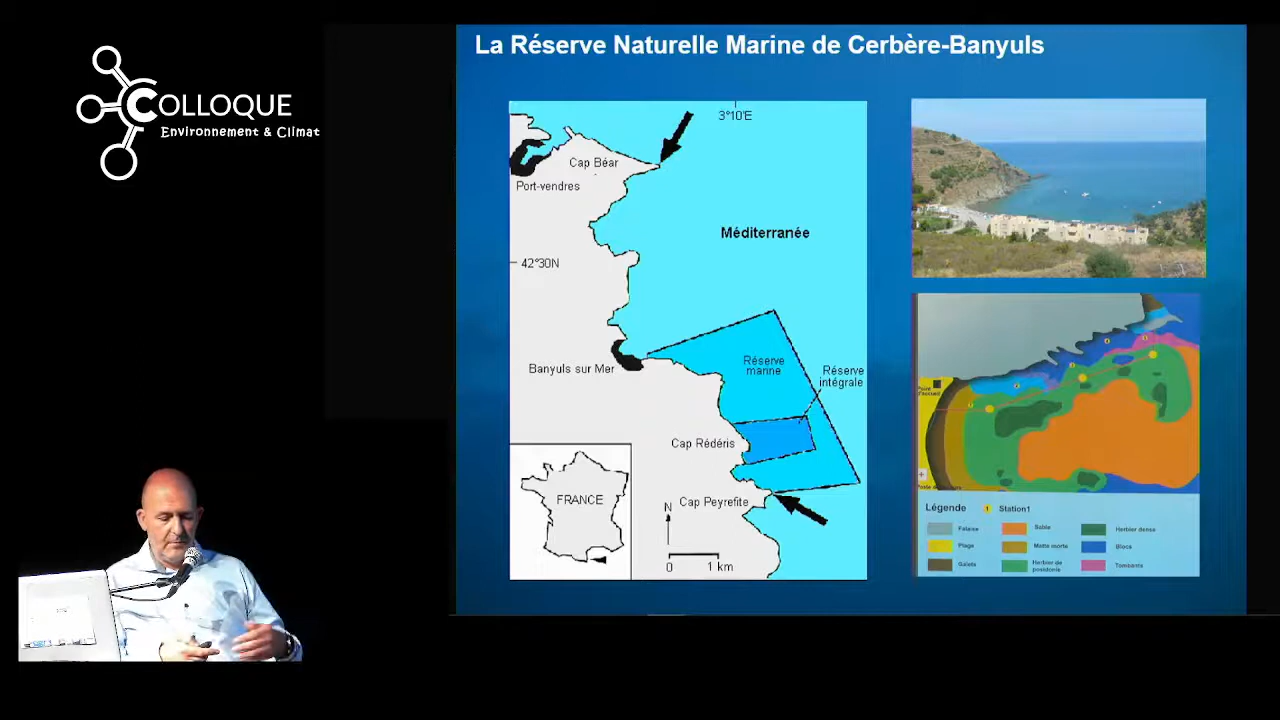 COLLOQUE
Environnement & Climat
La Réserve Naturelle Marine de Cerbère-Banyuls
3°10'E
Cap Béar
Port-vendres
Méditerranée
42°30N
Réserve
marine
Réserve
intégrale
Banyuls sur Mer
Cap Rédéris
FRANCE
N
Cap Peyrefite
0 1 km
Légende
1 Station1
Falaise
Sable
Herbier dense
Plage
Matte morte
Blocs
Galets
Herbier de
posidonie
Tombants